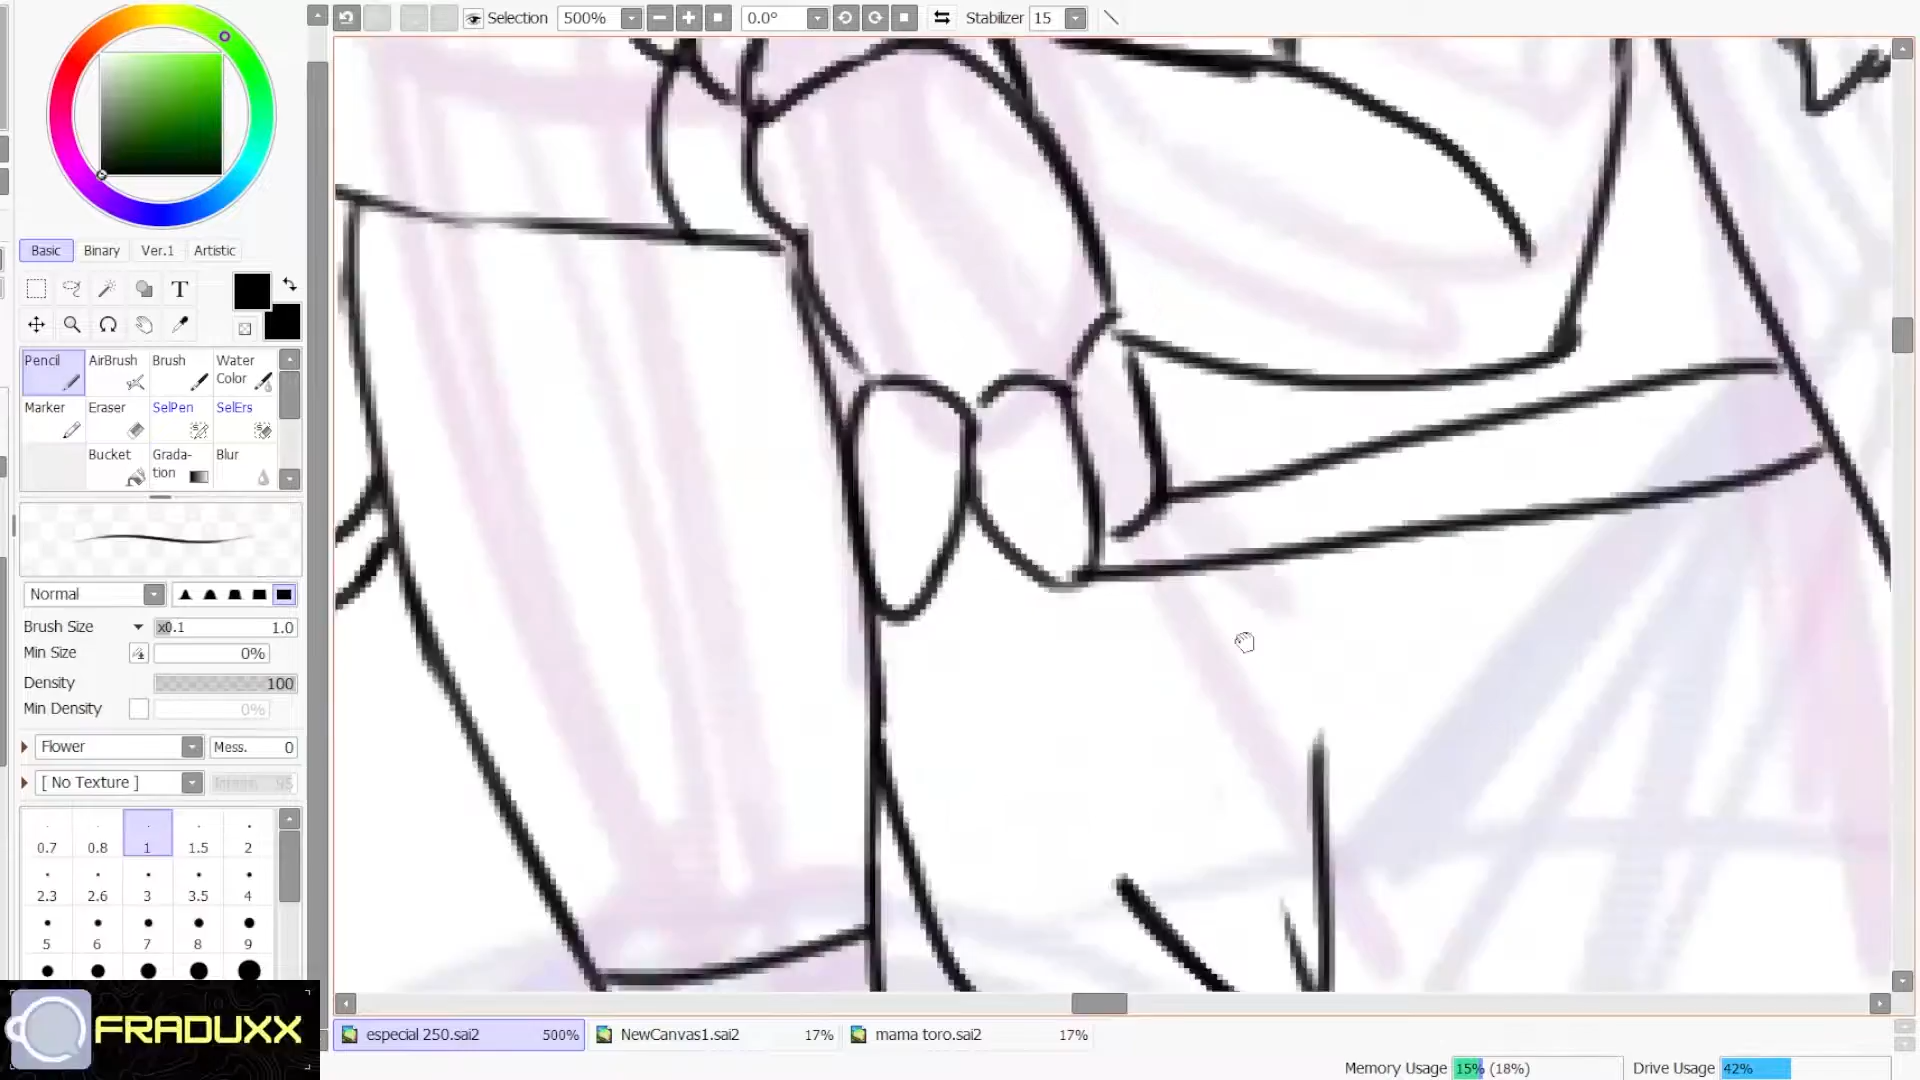 Selection 500% 0.0° Stabilizer 15
Basic Binary Ver.1 Artistic
T
Pencil AirBrush Brush Water Color
Marker Eraser SelPen SelErs
Bucket Grada-tion Blur
Normal
Brush Size x0.1 1.0
Min Size 0%
Density 100
Min Density 0%
Flower Mess. 0
[ No Texture ] 95
0.7 0.8 1 1.5 2
2.3 2.6 3 3.5 4
5 6 7 8 9
FRADUXX
especial 250.sai2 500% NewCanvas1.sai2 17% mama toro.sai2 17%
Memory Usage 15% (18%) Drive Usage 42%